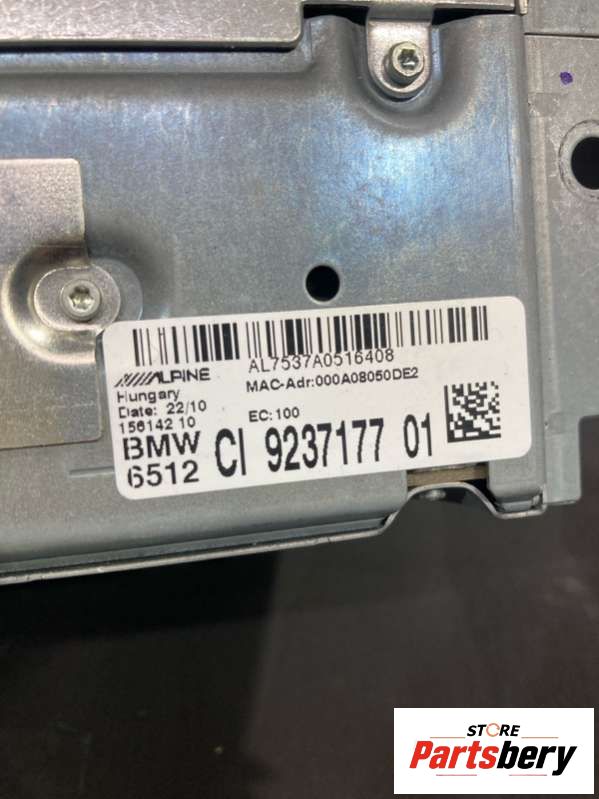 AL7537A0516408
ALPINE
MAC-Adr:000A08050DE2
Hungary
Date: 22/10
EC:100
156142 10
BMW
6512
CI 9237177 01
STORE
Partsbery